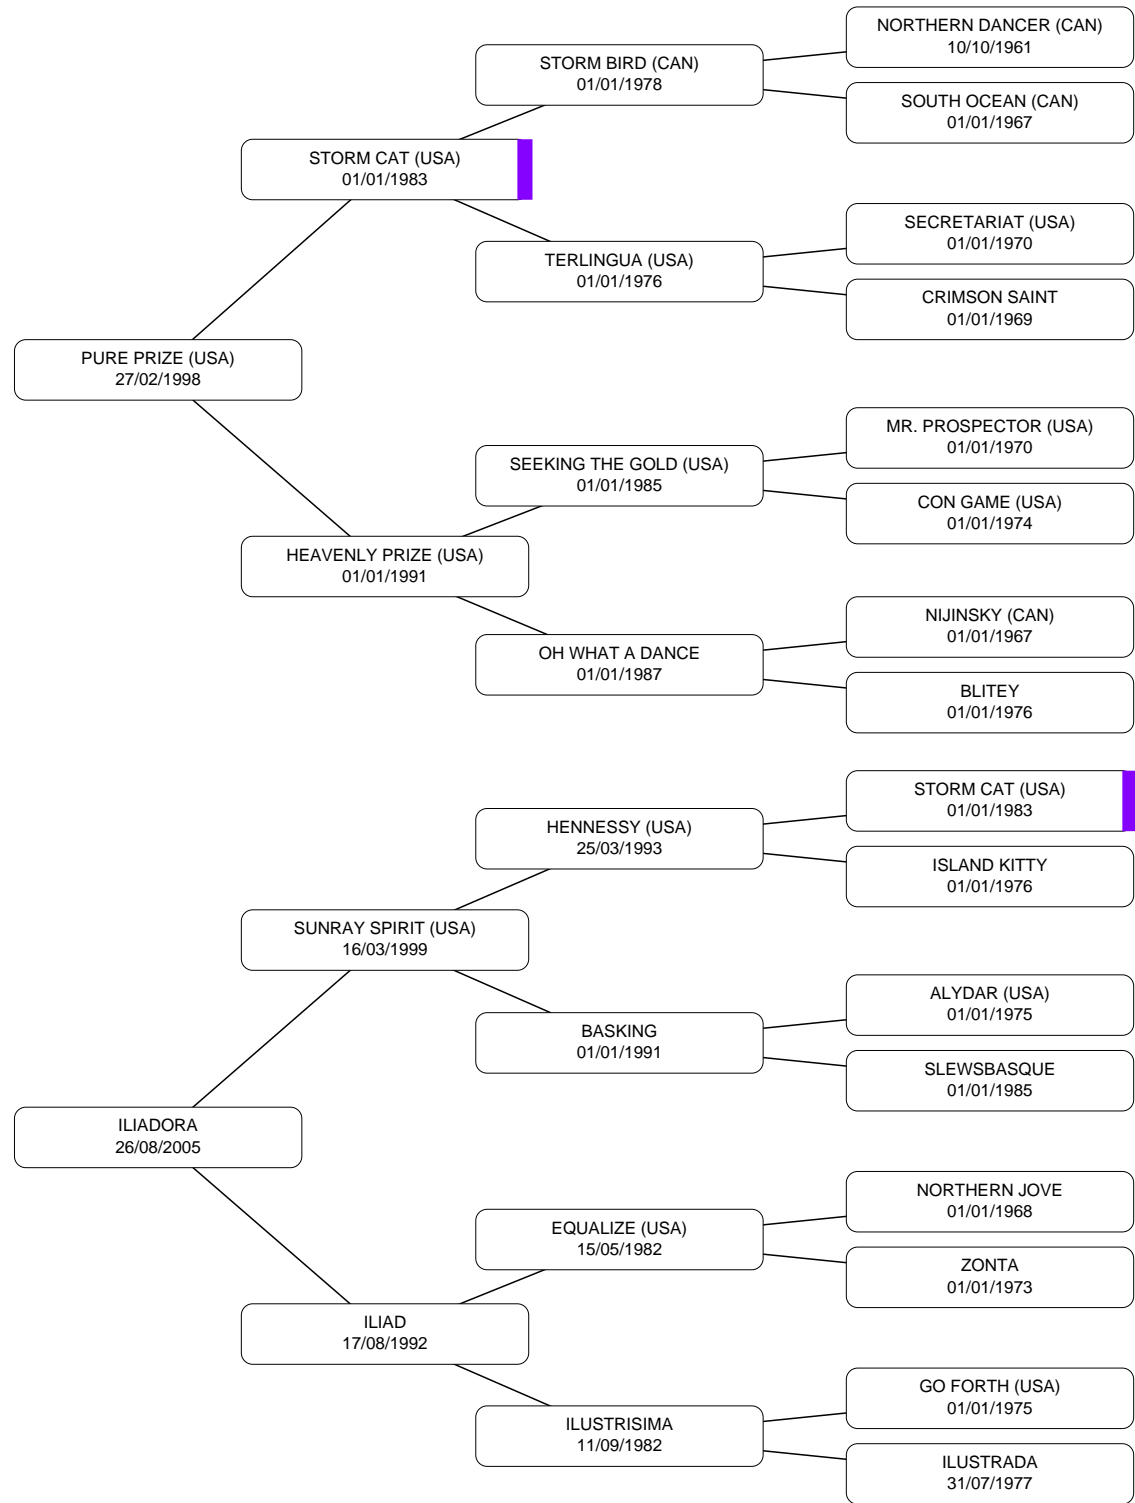 NORTHERN DANCER (CAN)
10/10/1961
STORM BIRD (CAN)
01/01/1978
SOUTH OCEAN (CAN)
01/01/1967
STORM CAT (USA)
01/01/1983
SECRETARIAT (USA)
01/01/1970
TERLINGUA (USA)
01/01/1976
CRIMSON SAINT
01/01/1969
PURE PRIZE (USA)
27/02/1998
MR. PROSPECTOR (USA)
01/01/1970
SEEKING THE GOLD (USA)
01/01/1985
CON GAME (USA)
01/01/1974
HEAVENLY PRIZE (USA)
01/01/1991
NIJINSKY (CAN)
01/01/1967
OH WHAT A DANCE
01/01/1987
BLITEY
01/01/1976
STORM CAT (USA)
01/01/1983
HENNESSY (USA)
25/03/1993
ISLAND KITTY
01/01/1976
SUNRAY SPIRIT (USA)
16/03/1999
ALYDAR (USA)
01/01/1975
BASKING
01/01/1991
SLEWSBASQUE
01/01/1985
ILIADORA
26/08/2005
NORTHERN JOVE
01/01/1968
EQUALIZE (USA)
15/05/1982
ZONTA
01/01/1973
ILIAD
17/08/1992
GO FORTH (USA)
01/01/1975
ILUSTRISIMA
11/09/1982
ILUSTRADA
31/07/1977